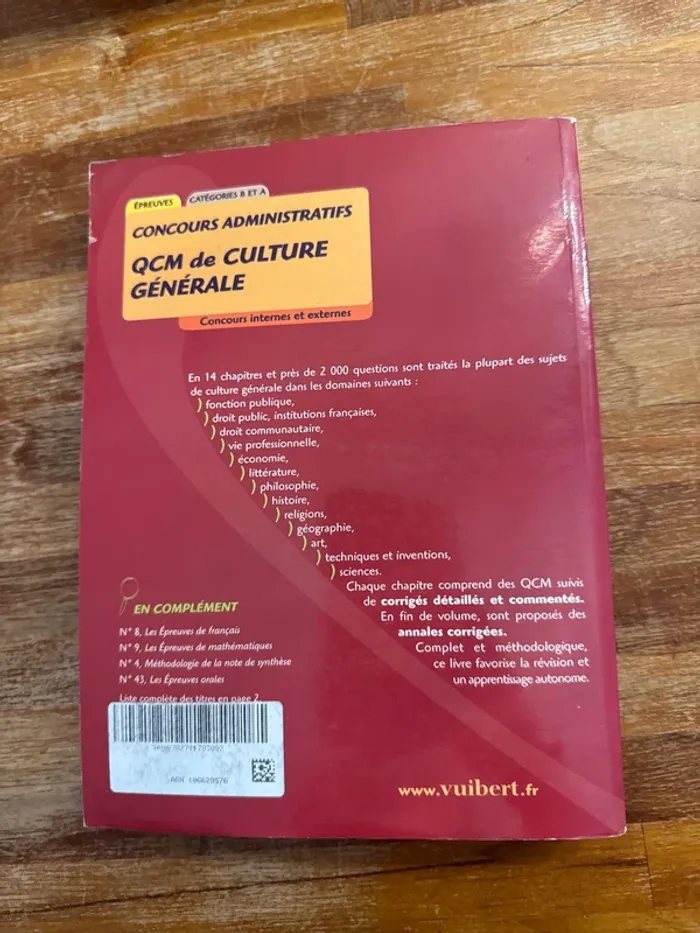 ÉPREUVES CATÉGORIES B ET A
CONCOURS ADMINISTRATIFS
QCM de CULTURE
GÉNÉRALE
Concours internes et externes
En 14 chapitres et près de 2 000 questions sont traités la plupart des sujets
de culture générale dans les domaines suivants :
fonction publique,
droit public, institutions françaises,
droit communautaire,
vie professionnelle,
économie,
littérature,
philosophie,
histoire,
religions,
géographie,
art,
techniques et inventions,
sciences.
Chaque chapitre comprend des QCM suivis
de corrigés détaillés et commentés.
En fin de volume, sont proposés des
annales corrigées.
Complet et méthodologique,
ce livre favorise la révision et
un apprentissage autonome.
EN COMPLÉMENT
N° 8, Les Épreuves de français
N° 9, Les Épreuves de mathématiques
N° 4, Méthodologie de la note de synthèse
N° 43, Les Épreuves orales
Liste complète des titres en page 2
www.vuibert.fr